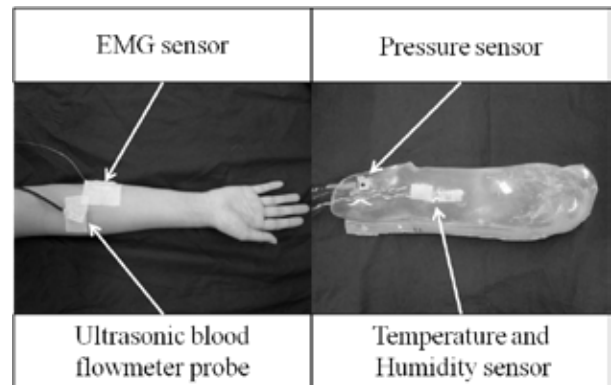 EMG sensor
Pressure sensor
Ultrasonic blood
flowmeter probe
Temperature and
Humidity sensor